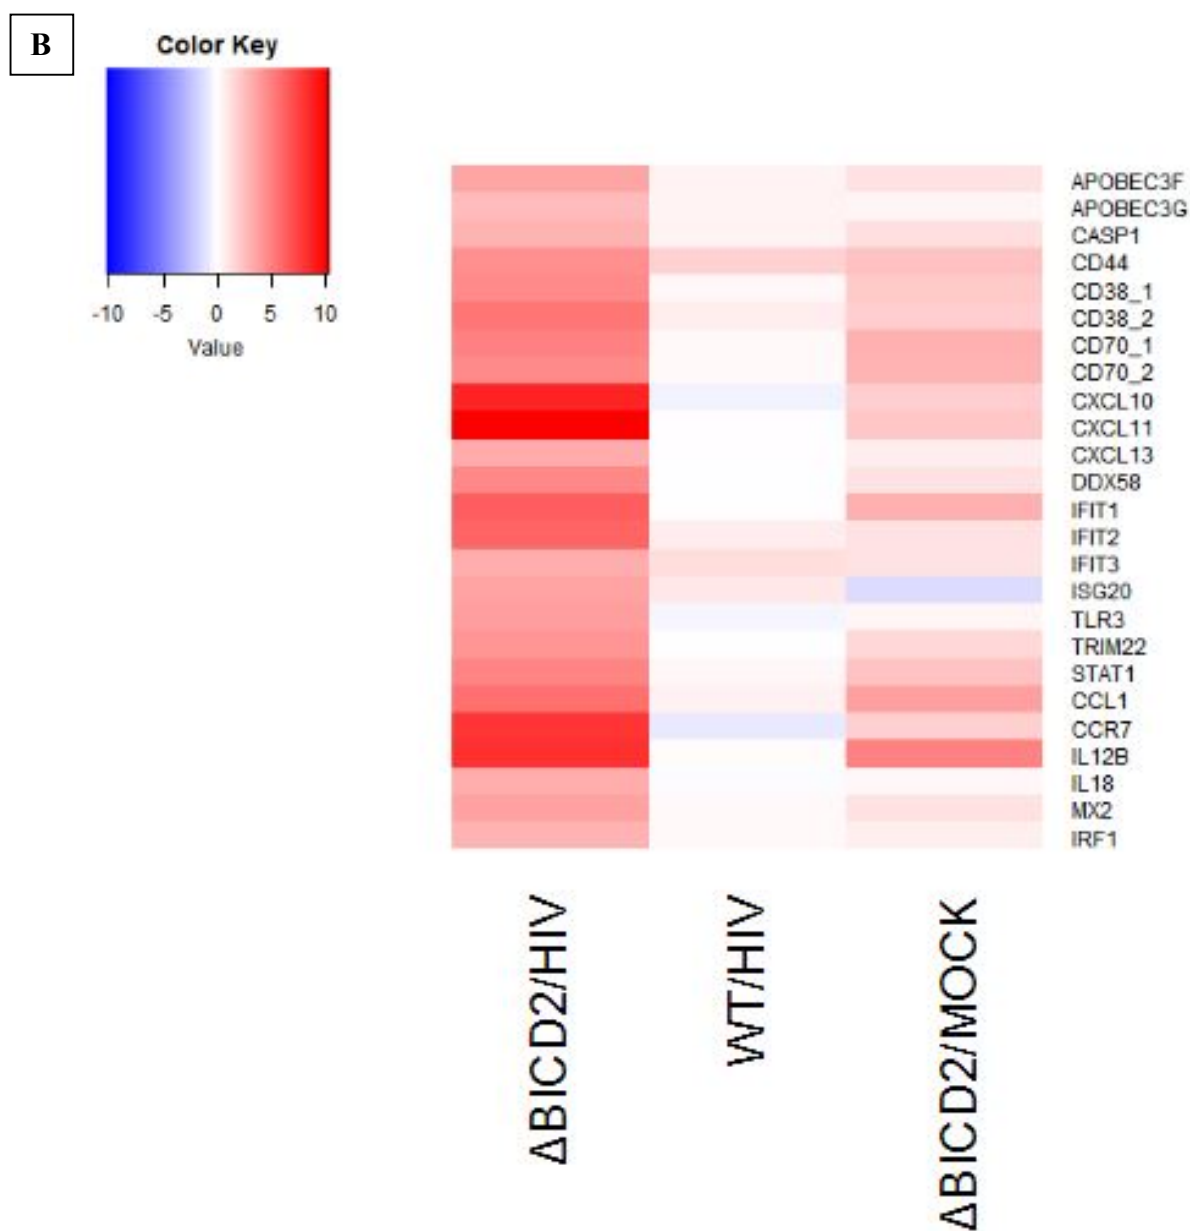 B
Color Key
-10 -5 0 5 10
Value
APOBEC3F
APOBEC3G
CASP1
CD44
CD38_1
CD38_2
CD70_1
CD70_2
CXCL10
CXCL11
CXCL13
DDX58
IFIT1
IFIT2
IFIT3
ISG20
TLR3
TRIM22
STAT1
CCL1
CCR7
IL12B
IL18
MX2
IRF1
ΔBICD2/HIV
WT/HIV
ΔBICD2/MOCK